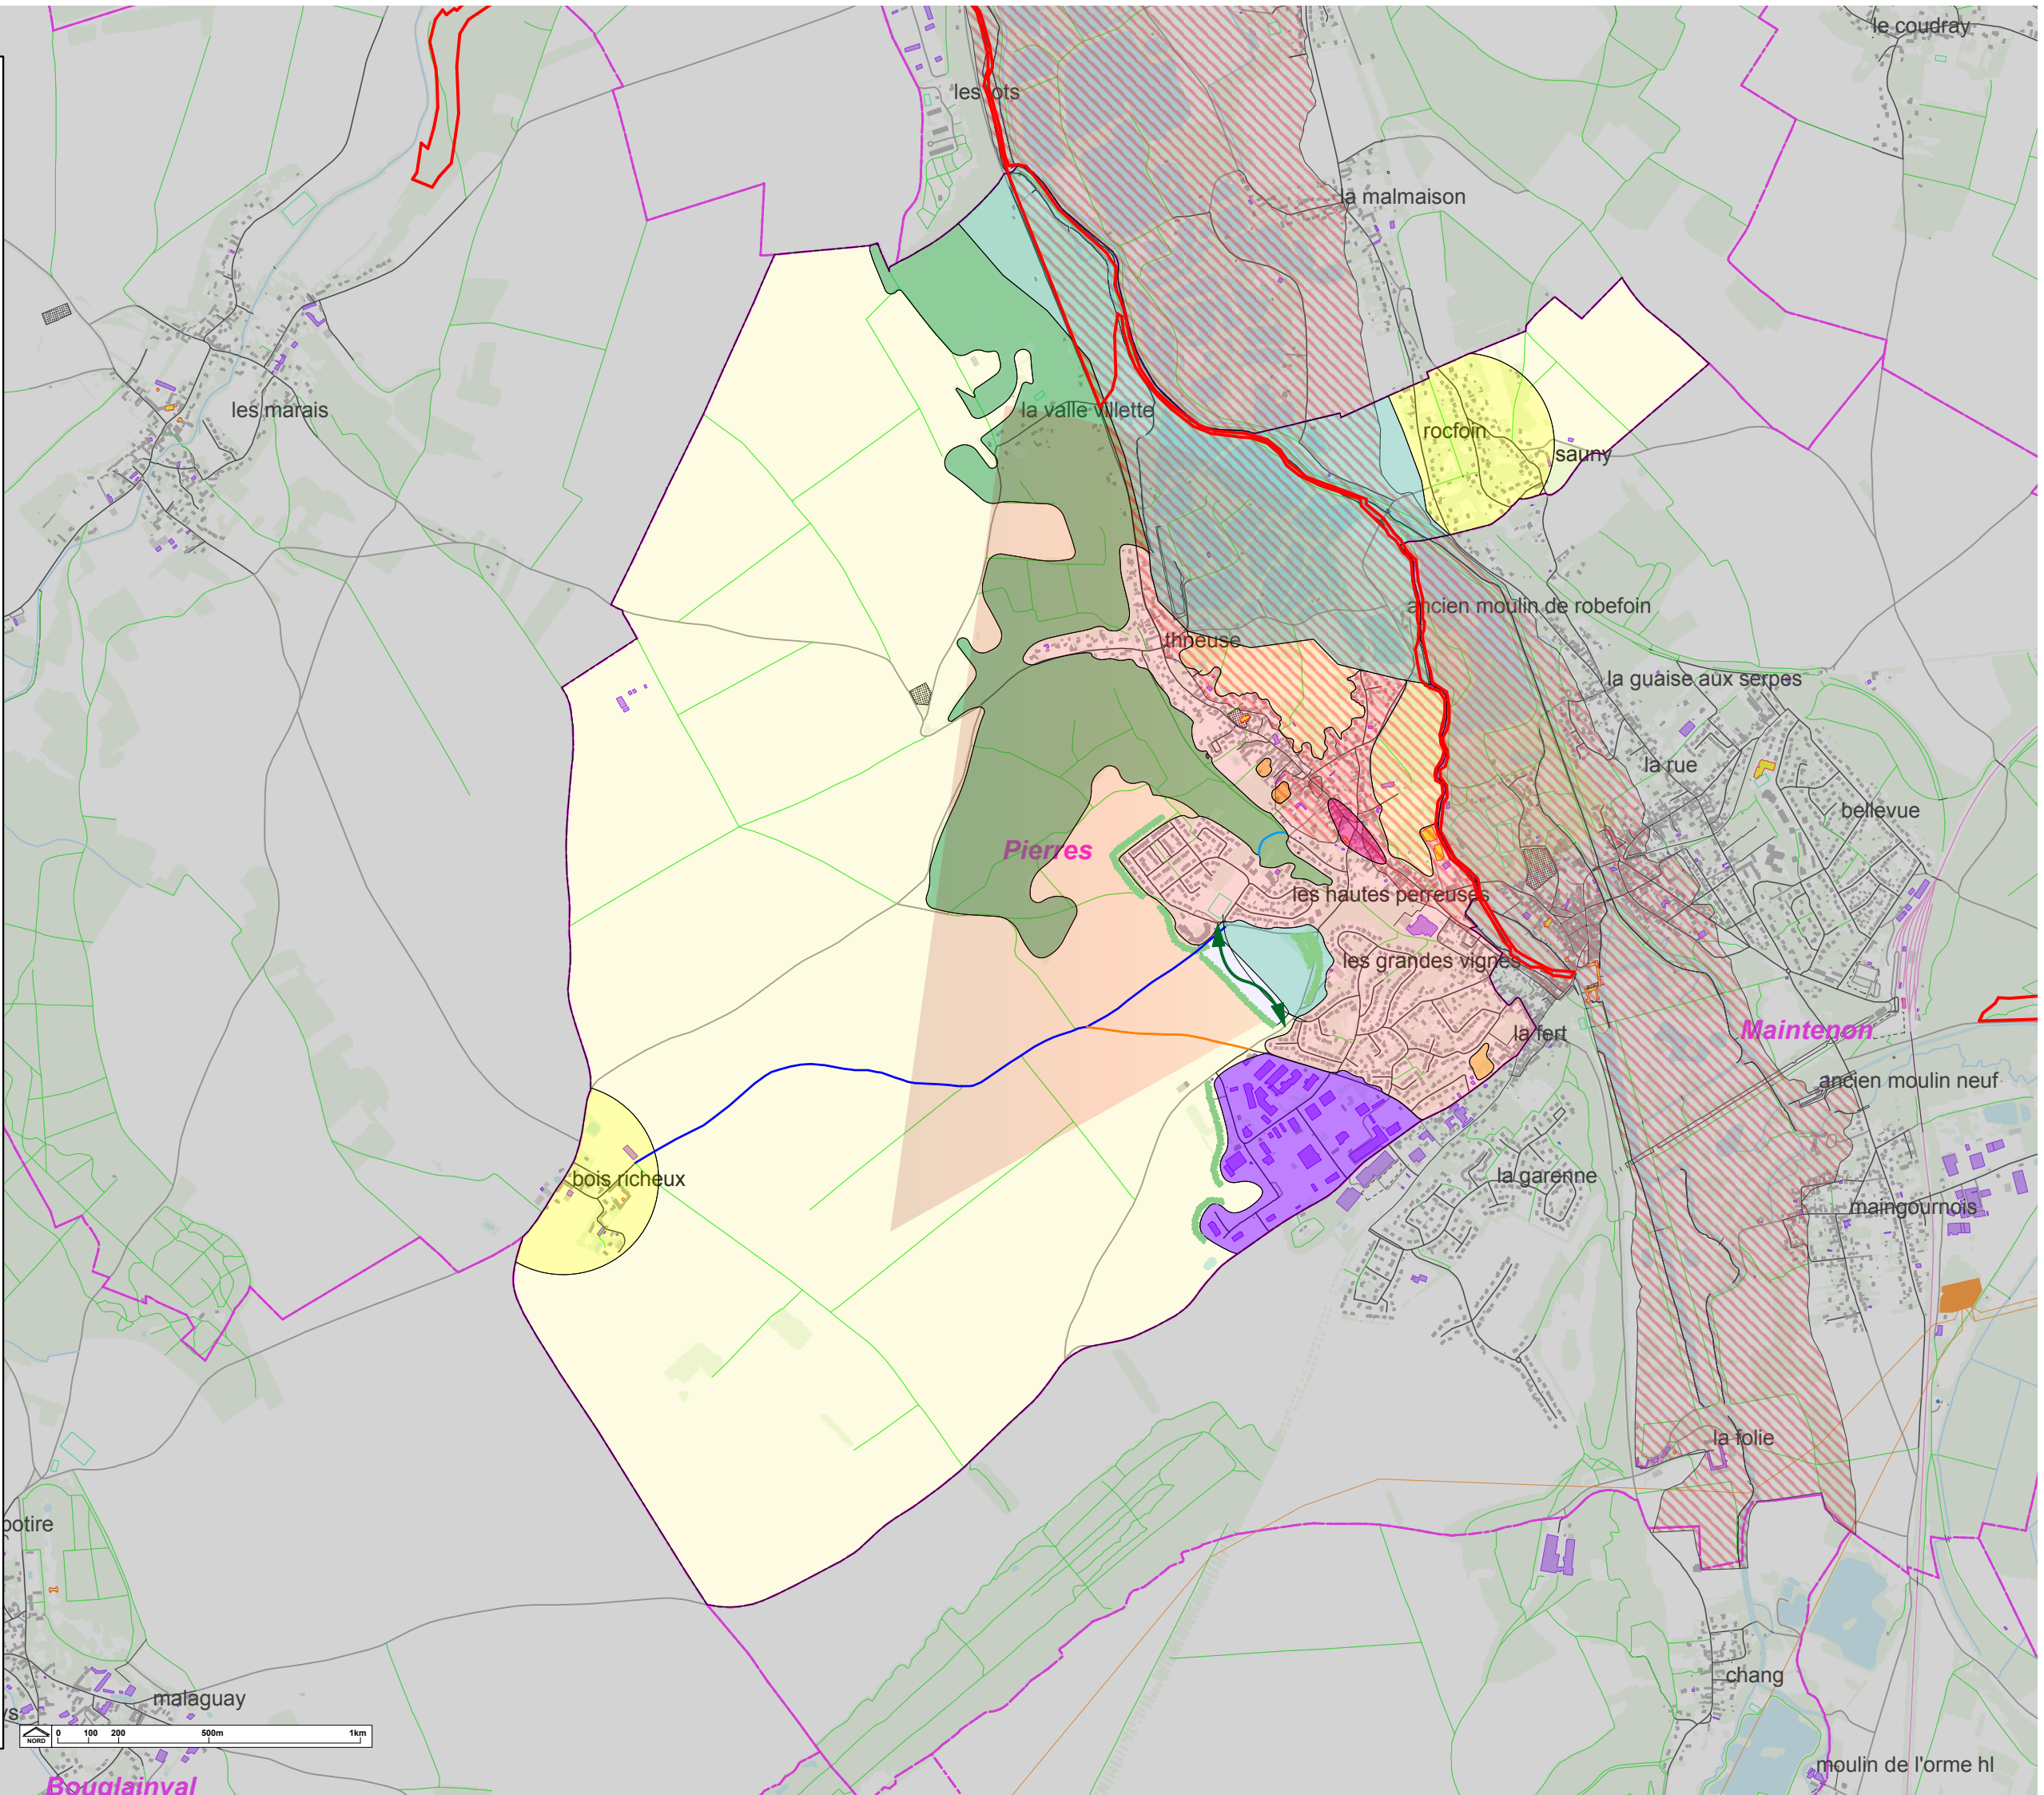 le coudray
les ots
la malmaison
les marais
la valle villette
rocfoin
sauny
ancien moulin de robefoin
thneuse
la guaise aux serpes
la rue
bellevue
Pierres
les hautes perreuses
les grandes vignes
la fert
Maintenon
ancien moulin neuf
bois richeux
la garenne
maingournois
la folie
potire
chang
malaguay
ys
0 100 200 500m 1km
NORD
moulin de l'orme hl
Bouglainval